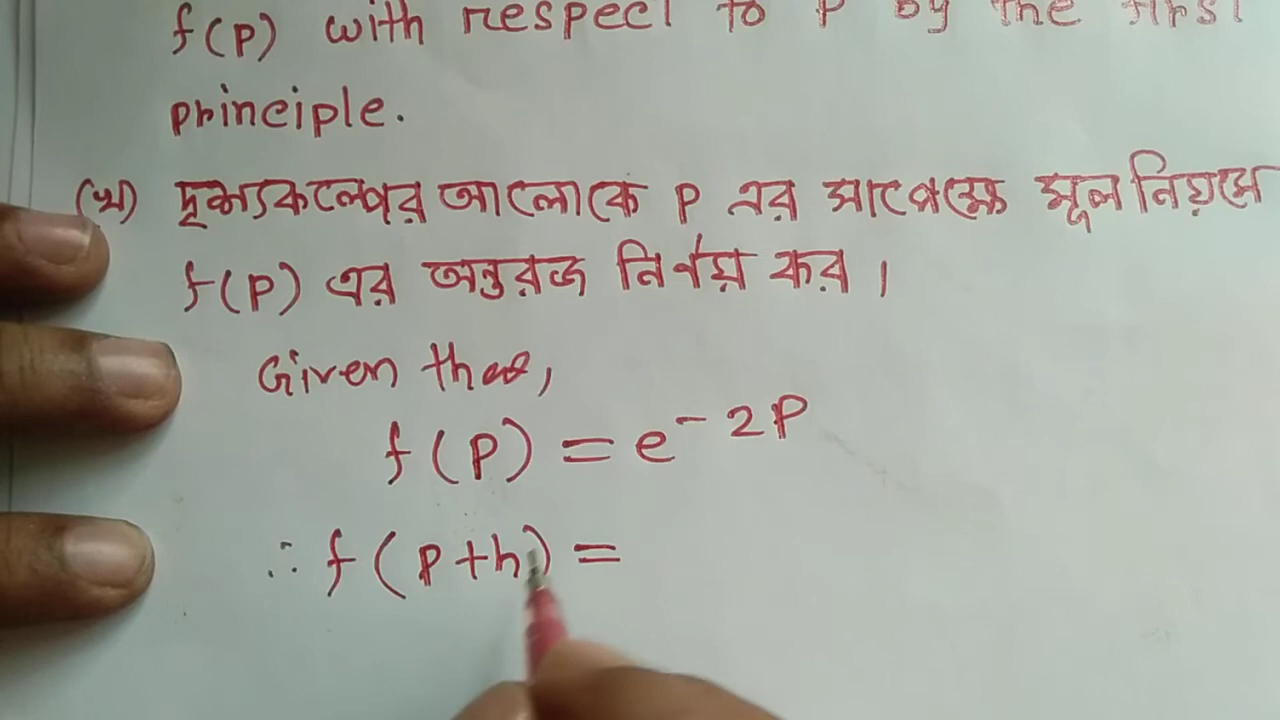 f(P) with respect to P by the first
principle.
(খ) দৃশ্যকল্পের আলোকে P এর সাপেক্ষে মূল নিয়মে
f(P) এর অন্তরজ নির্ণয় কর।
Given that,
f(P) = e⁻²ᴾ
∴ f(P+h) =